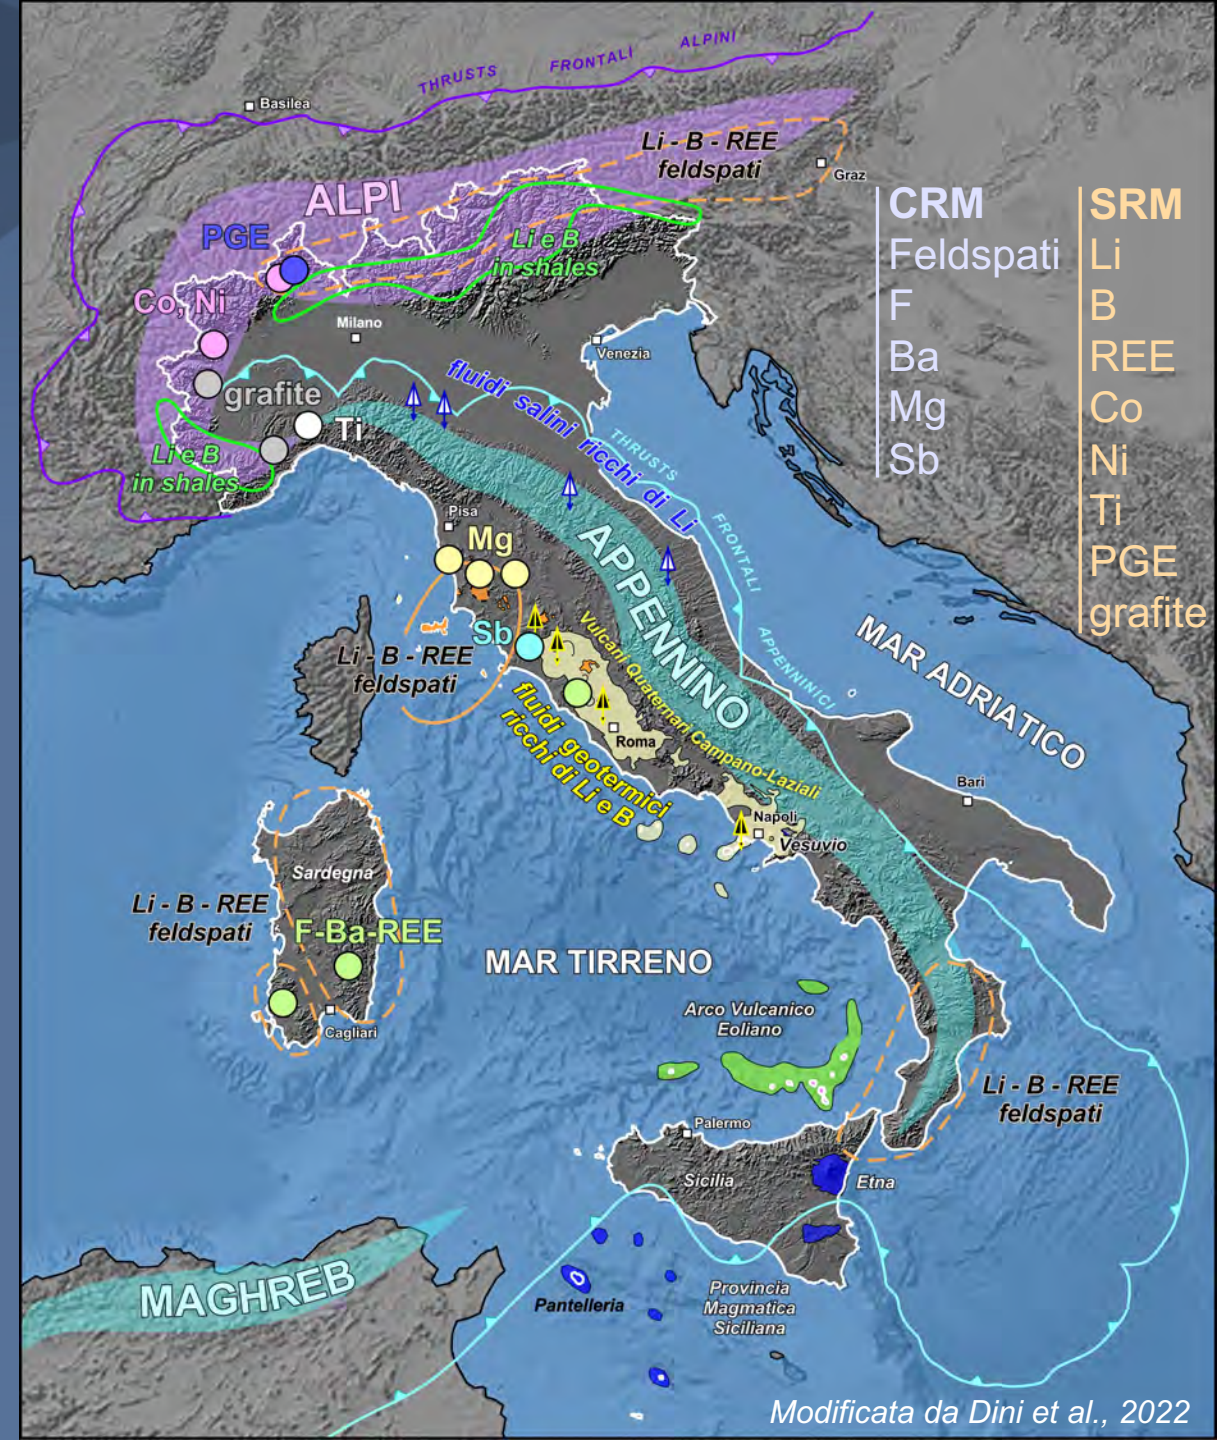 THRUSTS FRONTALI ALPINI
Basilea
Li - B - REE
feldspati
Graz
ALPI
PGE
Li e B
in shales
Co, Ni
Milano
Venezia
CRM
Feldspati
F
Ba
Mg
Sb
SRM
Li
B
REE
Co
Ni
Ti
PGE
grafite
grafite
Ti
fluidi salini ricchi di Li
Li e B
in shales
THRUSTS FRONTALI APPENNINICI
Pisa
Mg
APPENNINO
Sb
Vulcani Quaternari Campano-Laziali
MAR ADRIATICO
Li - B - REE
feldspati
fluidi geotermici
ricchi di Li e B
Roma
Bari
Napoli
Vesuvio
Sardegna
Li - B - REE
feldspati
F-Ba-REE
MAR TIRRENO
Cagliari
Arco Vulcanico
Eoliano
Li - B - REE
feldspati
Palermo
Sicilia
Etna
MAGHREB
Pantelleria
Provincia
Magmatica
Siciliana
Modificata da Dini et al., 2022